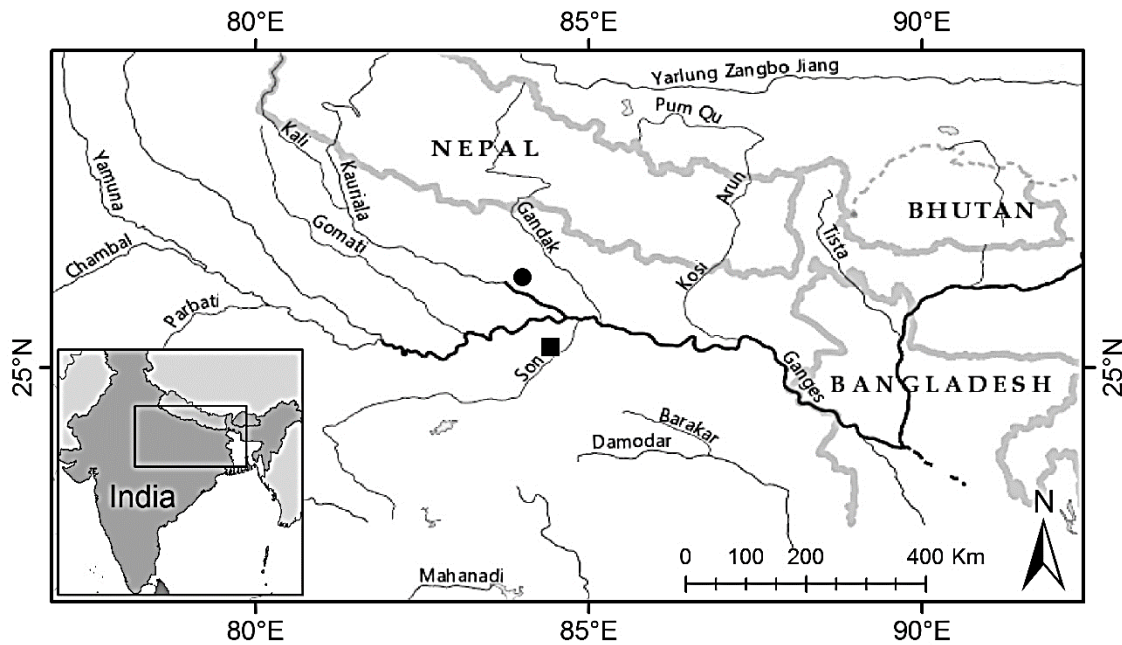 80°E
85°E
90°E
Yarlung Zangbo Jiang
Pum Qu
Kali
NEPAL
Yamuna
Kauriala
Arun
Gandak
BHUTAN
Gomati
Tista
Chambal
Kosi
Parbati
25°N
25°N
Son
Ganges
BANGLADESH
Barakar
Damodar
India
N
0 100 200 400 Km
Mahanadi
80°E
85°E
90°E